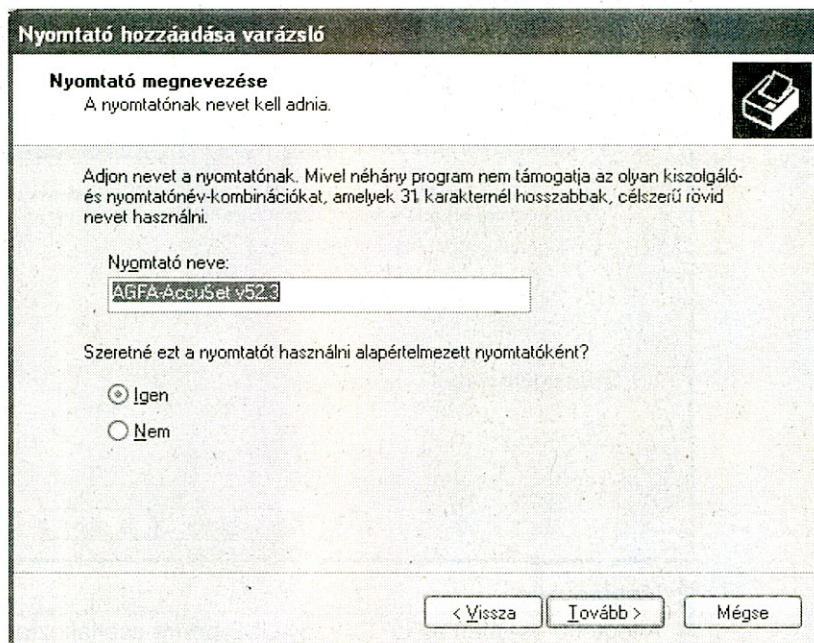 Nyomtató hozzáadása varázsló
Nyomtató megnevezése
A nyomtatónak nevet kell adnia.
Adjon nevet a nyomtatónak. Mivel néhány program nem támogatja az olyan kiszolgáló-
és nyomtatónév-kombinációkat, amelyek 31 karakternél hosszabbak, célszerű rövid
nevet használni.
Nyomtató neve:
AGFA-AccuSet v52.3
Szeretné ezt a nyomtatót használni alapértelmezett nyomtatóként?
Igen
Nem
< Vissza
Tovább >
Mégse